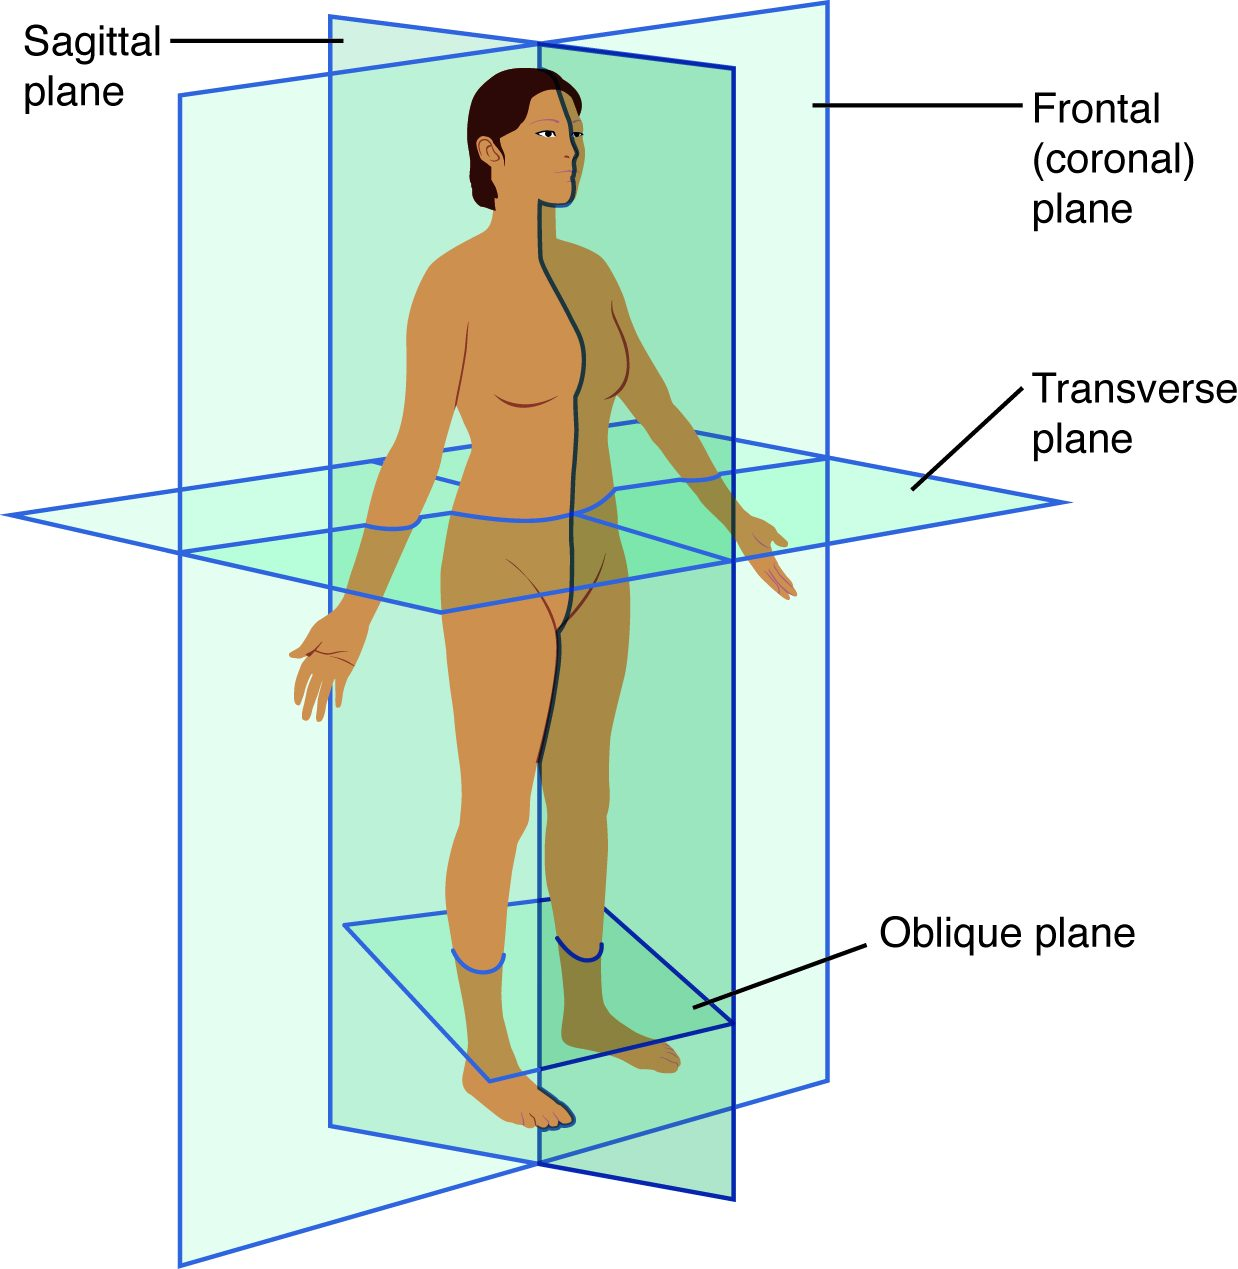 Sagittal
plane
Frontal
(coronal)
plane
Transverse
plane
Oblique plane